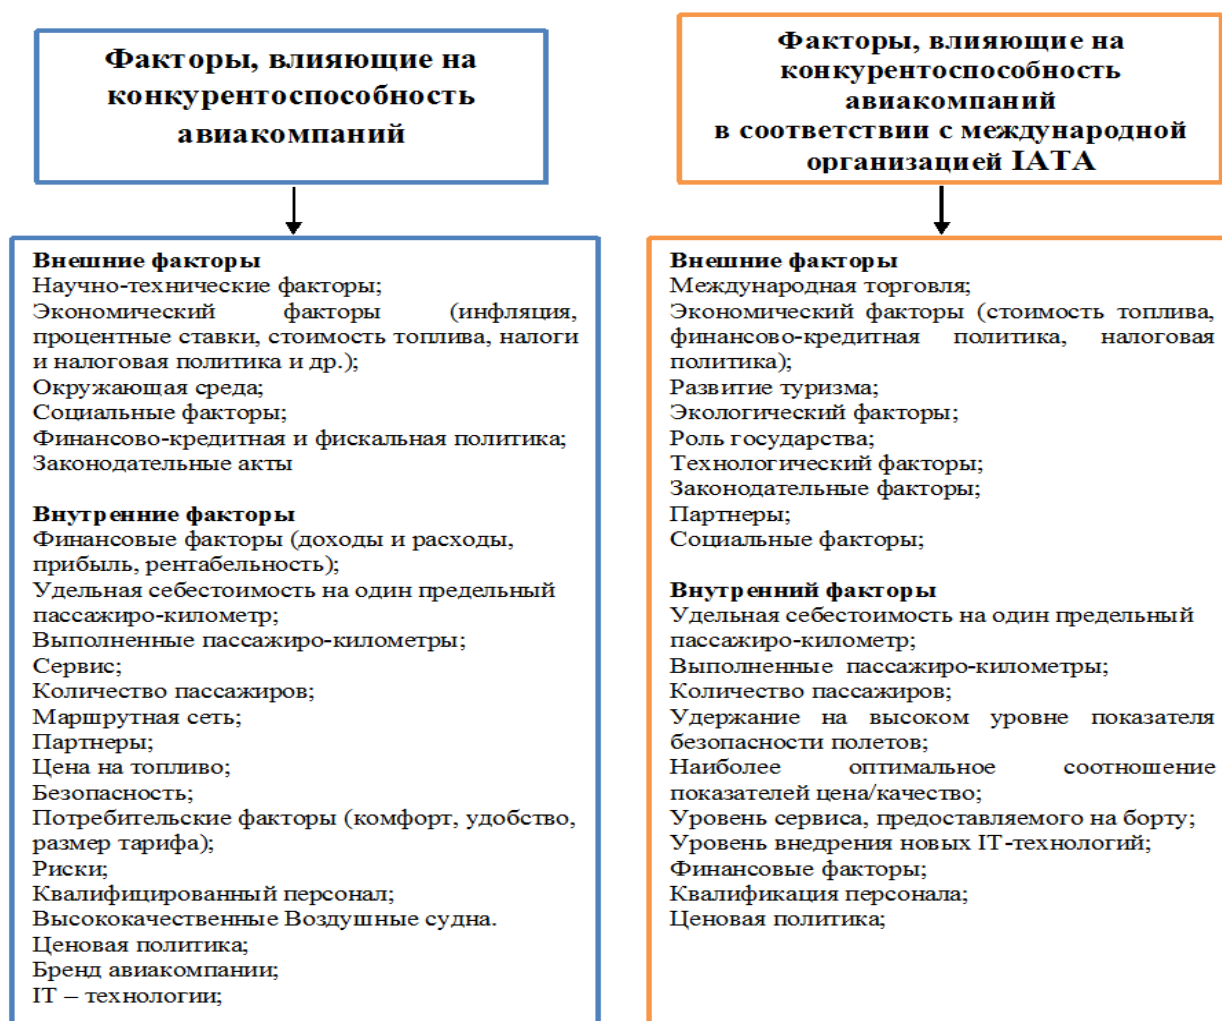 Факторы, влияющие на
конкурентоспособность
авиакомпаний
Внешние факторы
Научно-технические факторы;
Экономический факторы (инфляция,
процентные ставки, стоимость топлива, налоги
и налоговая политика и др.);
Окружающая среда;
Социальные факторы;
Финансово-кредитная и фискальная политика;
Законодательные акты
Внутренние факторы
Финансовые факторы (доходы и расходы,
прибыль, рентабельность);
Удельная себестоимость на один предельный
пассажиро-километр;
Выполненные пассажиро-километры;
Сервис;
Количество пассажиров;
Маршрутная сеть;
Партнеры;
Цена на топливо;
Безопасность;
Потребительские факторы (комфорт, удобство,
размер тарифа);
Риски;
Квалифицированный персонал;
Высококачественные Воздушные судна.
Ценовая политика;
Бренд авиакомпании;
IT – технологии;
Факторы, влияющие на
конкурентоспособность
авиакомпаний
в соответствии с международной
организацией IATA
Внешние факторы
Международная торговля;
Экономический факторы (стоимость топлива,
финансово-кредитная политика, налоговая
политика);
Развитие туризма;
Экологический факторы;
Роль государства;
Технологический факторы;
Законодательные факторы;
Партнеры;
Социальные факторы;
Внутренний факторы
Удельная себестоимость на один предельный
пассажиро-километр;
Выполненные пассажиро-километры;
Количество пассажиров;
Удержание на высоком уровне показателя
безопасности полетов;
Наиболее оптимальное соотношение
показателей цена/качество;
Уровень сервиса, предоставляемого на борту;
Уровень внедрения новых IT-технологий;
Финансовые факторы;
Квалификация персонала;
Ценовая политика;